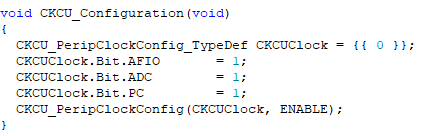 void CKCU_Configuration(void)
{
  CKCU_PeripClockConfig_TypeDef CKCUClock = {{ 0 }};
  CKCUClock.Bit.AFIO       = 1;
  CKCUClock.Bit.ADC        = 1;
  CKCUClock.Bit.PC         = 1;
  CKCU_PeripClockConfig(CKCUClock, ENABLE);
}